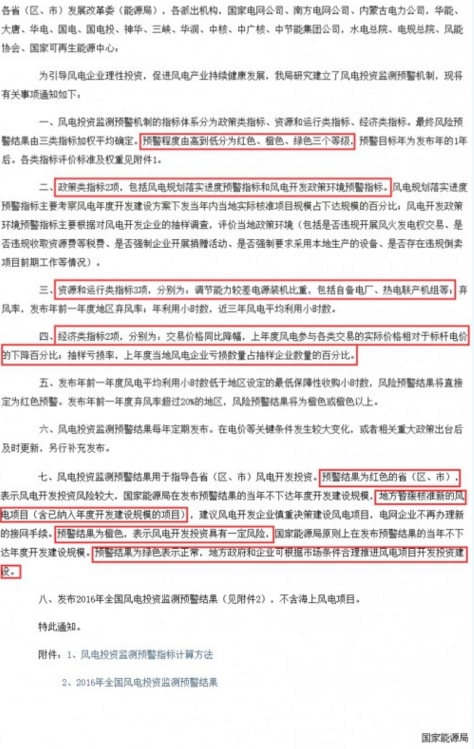 各省（区、市）发展改革委（能源局），各派出机构，国家电网公司、南方电网公司、内蒙古电力公司，华能、
大唐、华电、国电、国电投、神华、三峡、华润、中核、中广核、中节能集团公司，水电总院、电规总院、风能
协会、国家可再生能源中心：
为引导风电企业理性投资，促进风电产业持续健康发展，我局研究建立了风电投资监测预警机制，现将
有关事项通知如下：
一、风电投资监测预警机制的指标体系分为政策类指标、资源和运行类指标、经济类指标。最终风险预
警结果由三类指标加权平均确定。预警程度由高到低分为红色、橙色、绿色三个等级，预警目标年为发布年的1年
后。各类指标评价标准及权重见附件1。
二、政策类指标2项，包括风电规划落实进度预警指标和风电开发政策环境预警指标。风电规划落实进度
预警指标主要考察风电年度开发建设方案下发当年内当地实际核准项目规模占下达规模的百分比；风电开发政策
环境预警指标主要根据对风电开发企业的抽样调查，评价当地政策环境（包括是否违规开展风火发电权交易、是
否违规收取资源费等税费、是否强制企业开展捐赠活动、是否强制要求采用本地生产的设备、是否存在违规倒卖
项目前期工作等情况）。
三、资源和运行类指标3项，分别为：调节能力较差电源装机比重，包括自备电厂、热电联产机组等；弃
风率，发布年前一年度地区弃风率；年利用小时数，近三年风电平均利用小时数。
四、经济类指标2项，分别为：交易价格同比降幅，上年度风电参与各类交易的实际价格相对于标杆电价
的下降百分比；抽样亏损率，上年度当地风电企业亏损数量占抽样企业数量的百分比。
五、发布年前一年度风电平均利用小时数低于地区设定的最低保障性收购小时数，风险预警结果将直接
定为红色预警。发布年前一年度弃风率超过20%的地区，风险预警结果将为橙色或橙色以上。
六、风电投资监测预警结果每年定期发布。在电价等关键条件发生较大变化，或者相关重大政策出台后
及时更新，另行补充发布。
七、风电投资监测预警结果用于指导各省（区、市）风电开发投资。预警结果为红色的省（区、市），
表示风电开发投资风险较大，国家能源局在发布预警结果的当年不下达年度开发建设规模，地方暂缓核准新的风
电项目（含已纳入年度开发建设规模的项目），建议风电开发企业慎重决策建设风电项目，电网企业不再办理新
的接网手续。预警结果为橙色，表示风电开发投资具有一定风险，国家能源局原则上在发布预警结果的当年不下
达年度开发建设规模。预警结果为绿色表示正常，地方政府和企业可根据市场条件合理推进风电项目开发投资建
设。
八、发布2016年全国风电投资监测预警结果（见附件2），不含海上风电项目。
特此通知。
附件：1、风电投资监测预警指标计算方法
2、2016年全国风电投资监测预警结果
国家能源局